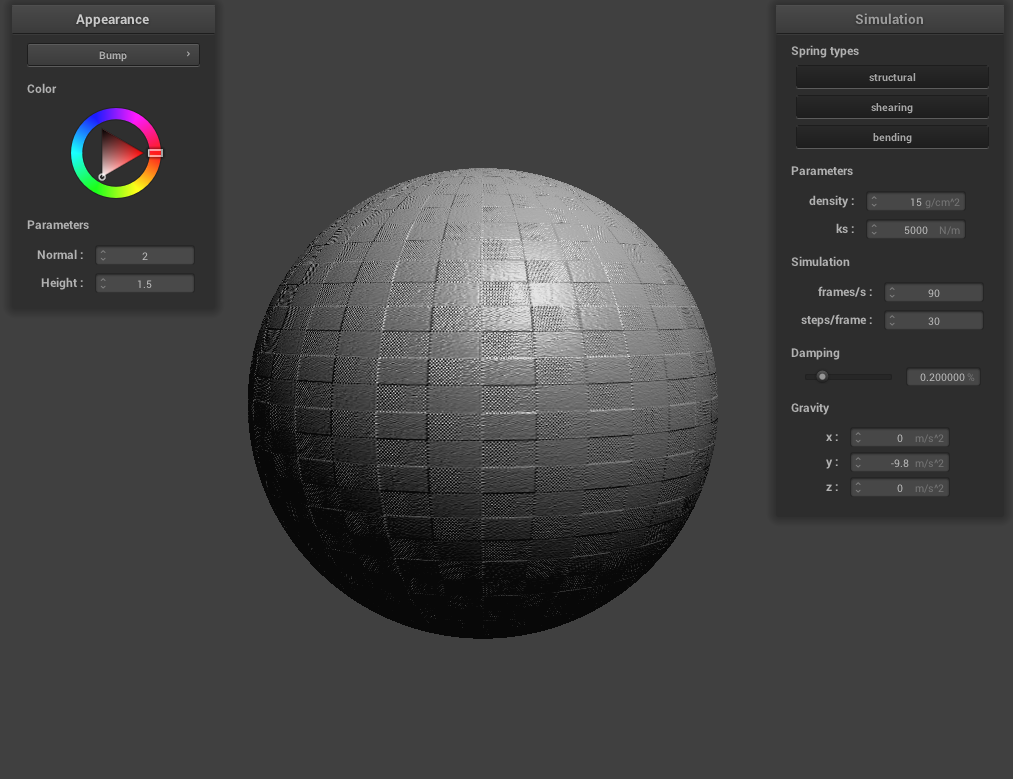 Appearance
Bump
Color
Parameters
Normal : 2
Height : 1.5
Simulation
Spring types
structural
shearing
bending
Parameters
density : 15 g/cm^2
ks : 5000 N/m
Simulation
frames/s : 90
steps/frame : 30
Damping
0.200000 %
Gravity
x : 0 m/s^2
y : -9.8 m/s^2
z : 0 m/s^2